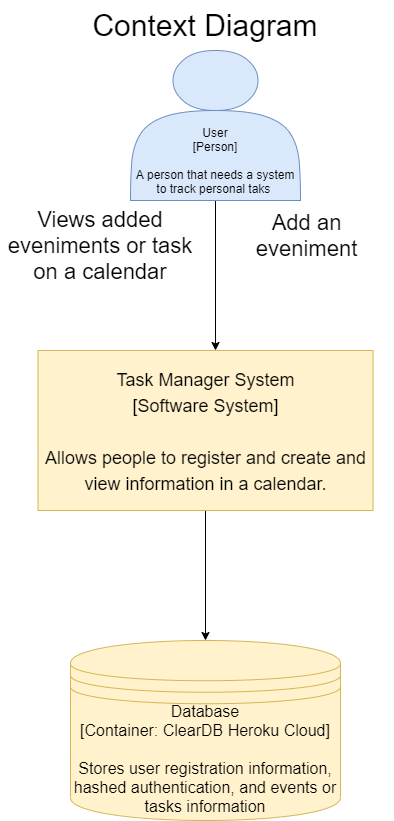 Context Diagram
User
[Person]
A person that needs a system
to track personal taks
Views added
eveniments or task
on a calendar
Add an
eveniment
Task Manager System
[Software System]
Allows people to register and create and
view information in a calendar.
Database
[Container: ClearDB Heroku Cloud]
Stores user registration information,
hashed authentication, and events or
tasks information